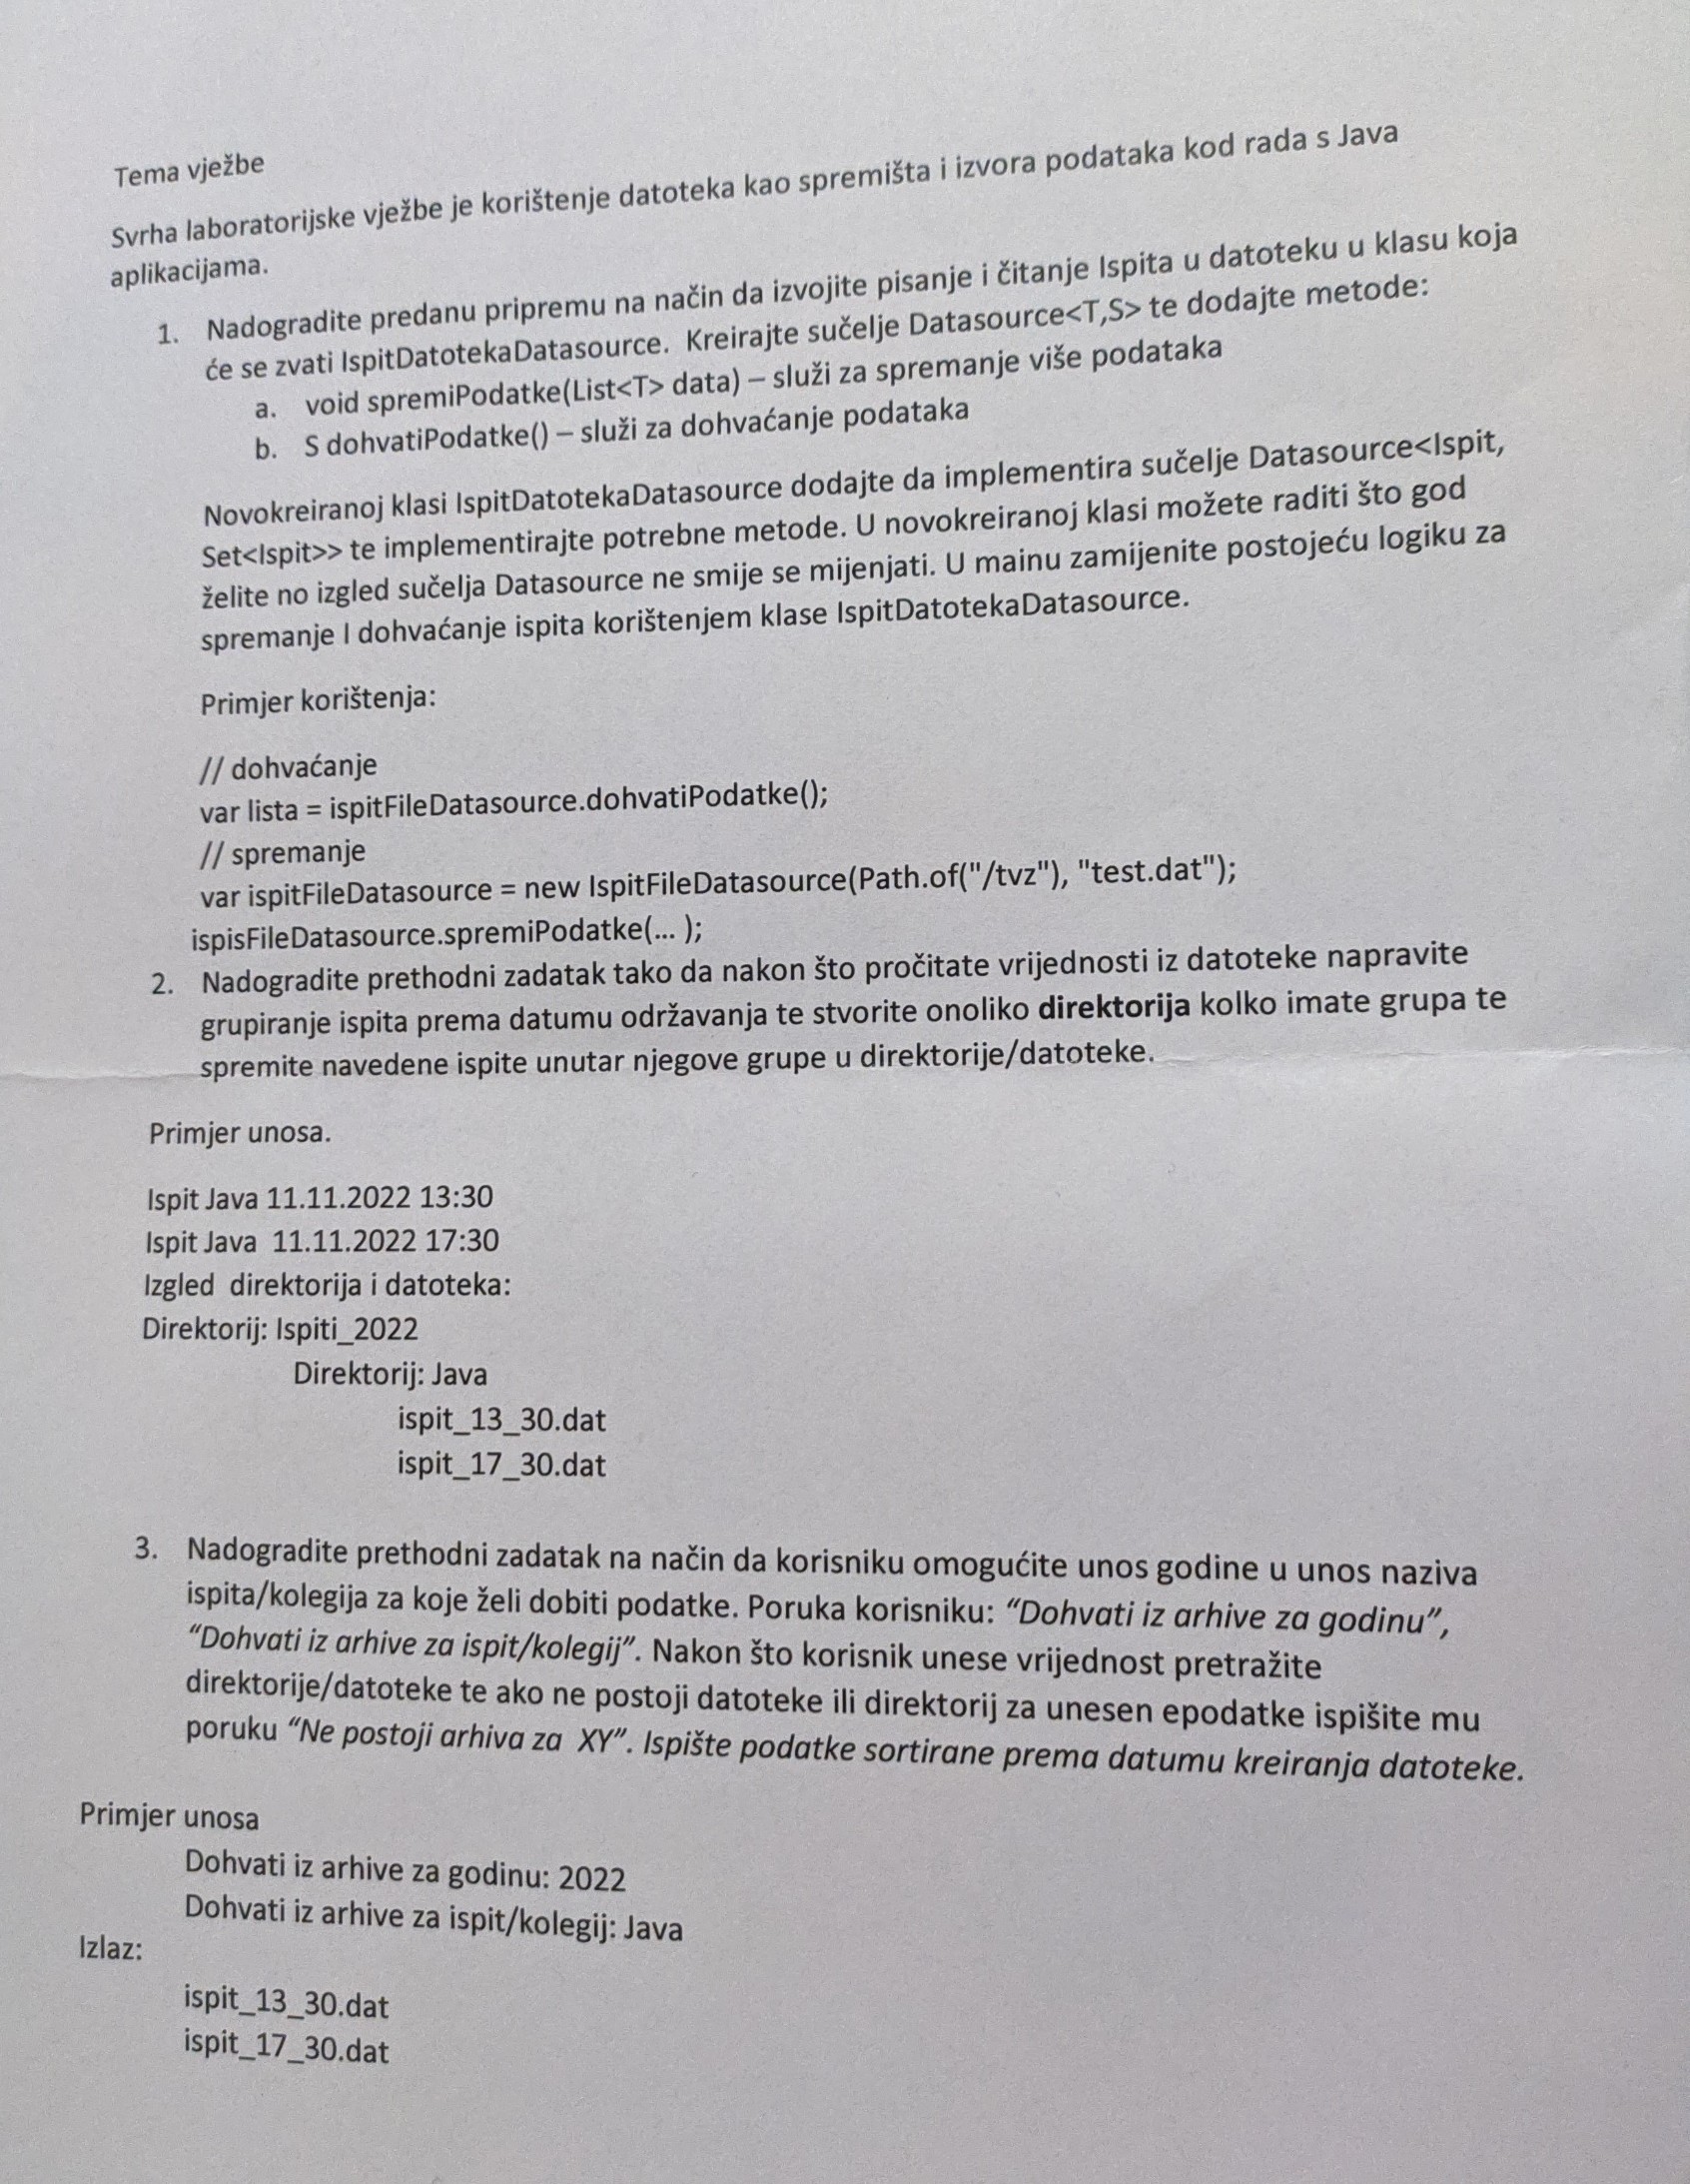 Tema vježbe
Svrha laboratorijske vježbe je korištenje datoteka kao spremišta i izvora podataka kod rada s Java
aplikacijama.
1. Nadogradite predanu pripremu na način da izvojite pisanje i čitanje Ispita u datoteku u klasu koja
će se zvati IspitDatotekaDatasource. Kreirajte sučelje Datasource<T,S> te dodajte metode:
a. void spremiPodatke(List<T> data) – služi za spremanje više podataka
b. S dohvatiPodatke() – služi za dohvaćanje podataka
Novokreiranoj klasi IspitDatotekaDatasource dodajte da implementira sučelje Datasource<Ispit,
Set<Ispit>> te implementirajte potrebne metode. U novokreiranoj klasi možete raditi što god
želite no izgled sučelja Datasource ne smije se mijenjati. U mainu zamijenite postojeću logiku za
spremanje I dohvaćanje ispita korištenjem klase IspitDatotekaDatasource.
Primjer korištenja:
// dohvaćanje
var lista = ispitFileDatasource.dohvatiPodatke();
// spremanje
var ispitFileDatasource = new IspitFileDatasource(Path.of("/tvz"), "test.dat");
ispisFileDatasource.spremiPodatke(... );
2. Nadogradite prethodni zadatak tako da nakon što pročitate vrijednosti iz datoteke napravite
grupiranje ispita prema datumu održavanja te stvorite onoliko direktorija kolko imate grupa te
spremite navedene ispite unutar njegove grupe u direktorije/datoteke.
Primjer unosa.
Ispit Java 11.11.2022 13:30
Ispit Java 11.11.2022 17:30
Izgled direktorija i datoteka:
Direktorij: Ispiti_2022
Direktorij: Java
ispit_13_30.dat
ispit_17_30.dat
3. Nadogradite prethodni zadatak na način da korisniku omogućite unos godine u unos naziva
ispita/kolegija za koje želi dobiti podatke. Poruka korisniku: “Dohvati iz arhive za godinu”,
“Dohvati iz arhive za ispit/kolegij”. Nakon što korisnik unese vrijednost pretražite
direktorije/datoteke te ako ne postoji datoteke ili direktorij za unesen epodatke ispišite mu
poruku “Ne postoji arhiva za XY”. Ispište podatke sortirane prema datumu kreiranja datoteke.
Primjer unosa
Dohvati iz arhive za godinu: 2022
Dohvati iz arhive za ispit/kolegij: Java
Izlaz:
ispit_13_30.dat
ispit_17_30.dat